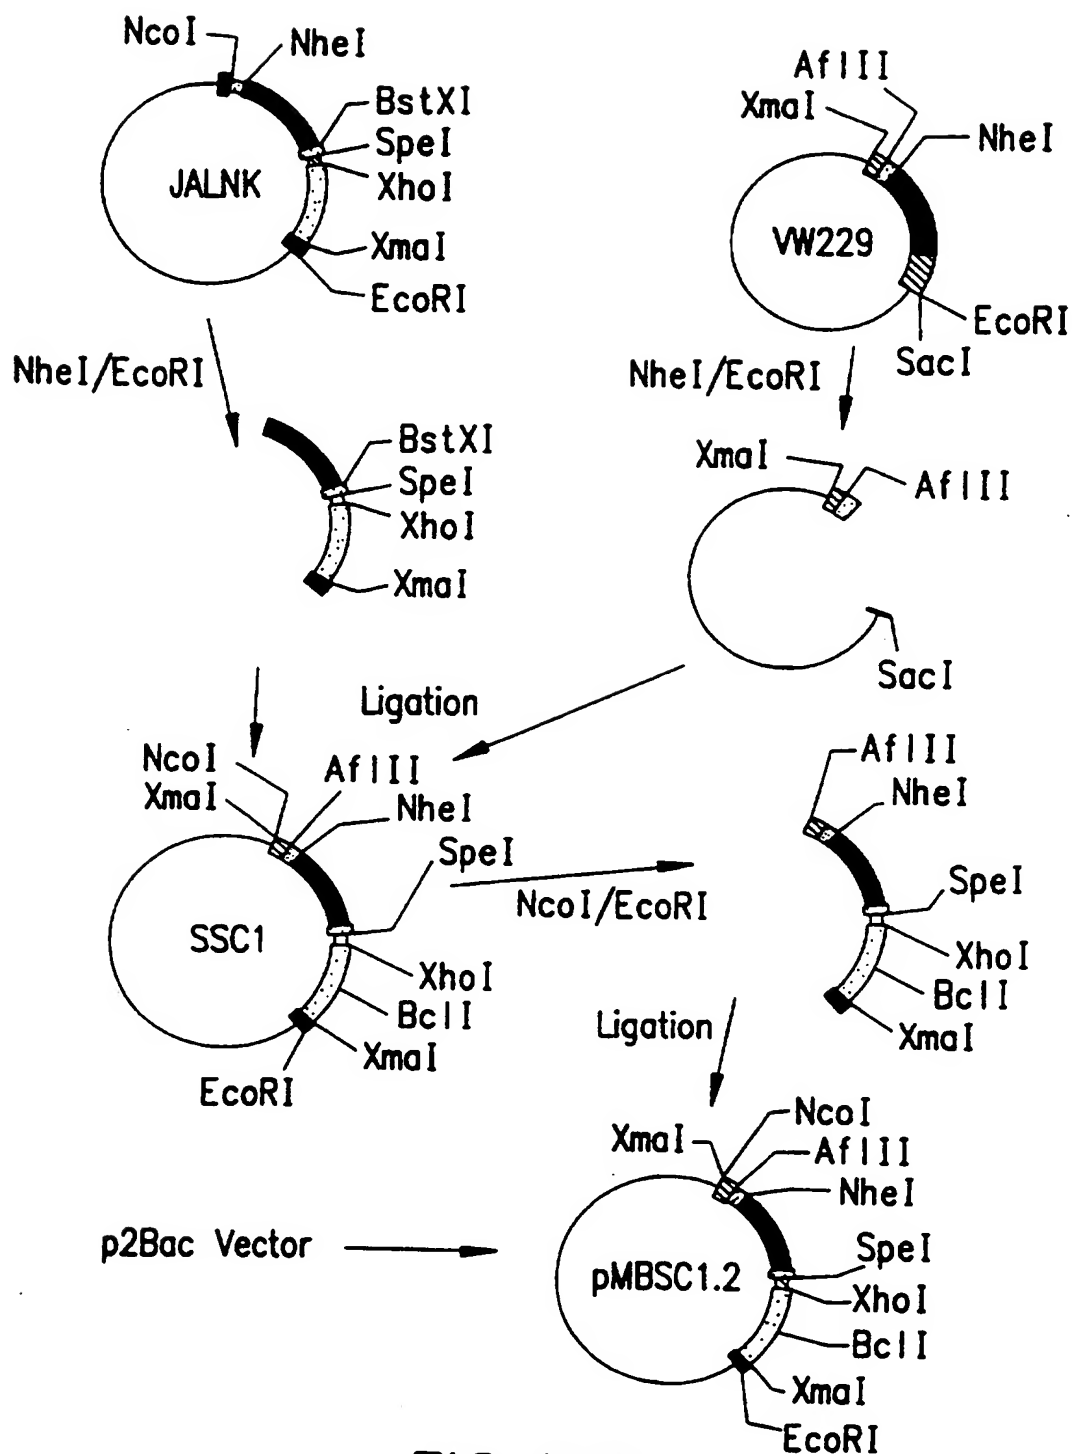 NcoI
NheI
BstXI
SpeI
XhoI
JALNK
XmaI
EcoRI
AflII
XmaI
NheI
VW229
EcoRI
SacI
NheI/EcoRI
BstXI
SpeI
XhoI
XmaI
NheI/EcoRI
XmaI
AflII
SacI
Ligation
NcoI
AflII
XmaI
NheI
SpeI
SSC1
XhoI
BclI
XmaI
EcoRI
NcoI/EcoRI
AflII
NheI
SpeI
XhoI
BclI
XmaI
Ligation
NcoI
XmaI
AflII
NheI
p2Bac Vector
SpeI
pMBSC1.2
XhoI
BclI
XmaI
EcoRI